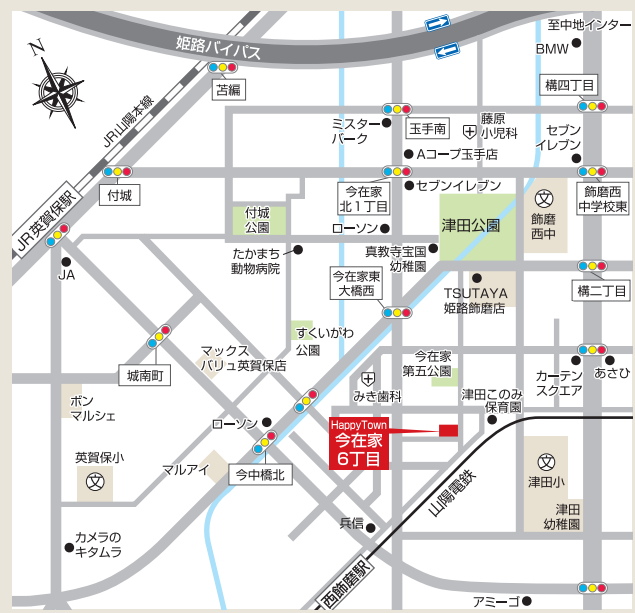 至中地インター
BMW
姫路バイパス
N
JR山陽本線
苫編
構四丁目
ミスター
バーク
玉手南
藤原
小児科
セブン
イレブン
Aコープ玉手店
付城
今在家
北1丁目
セブンイレブン
飾磨西
中学校東
JR英賀保駅
付城
公園
ローソン
津田公園
文
飾磨
西中
たかまち
動物病院
真教寺宝国
幼稚園
JA
今在家東
大橋西
TSUTAYA
姫路飾磨店
構二丁目
すくいがわ
公園
マックス
バリュ英賀保店
今在家
第五公園
城南町
みき歯科
カーテン
スクエア
あさひ
ボン
マルシェ
津田このみ
保育園
ローソン
HappyTown
今在家
6丁目
英賀保小
文
マルアイ
今中橋北
文
津田小
山陽電鉄
津田
幼稚園
兵信
カメラの
キタムラ
西飾磨駅
アミーゴ